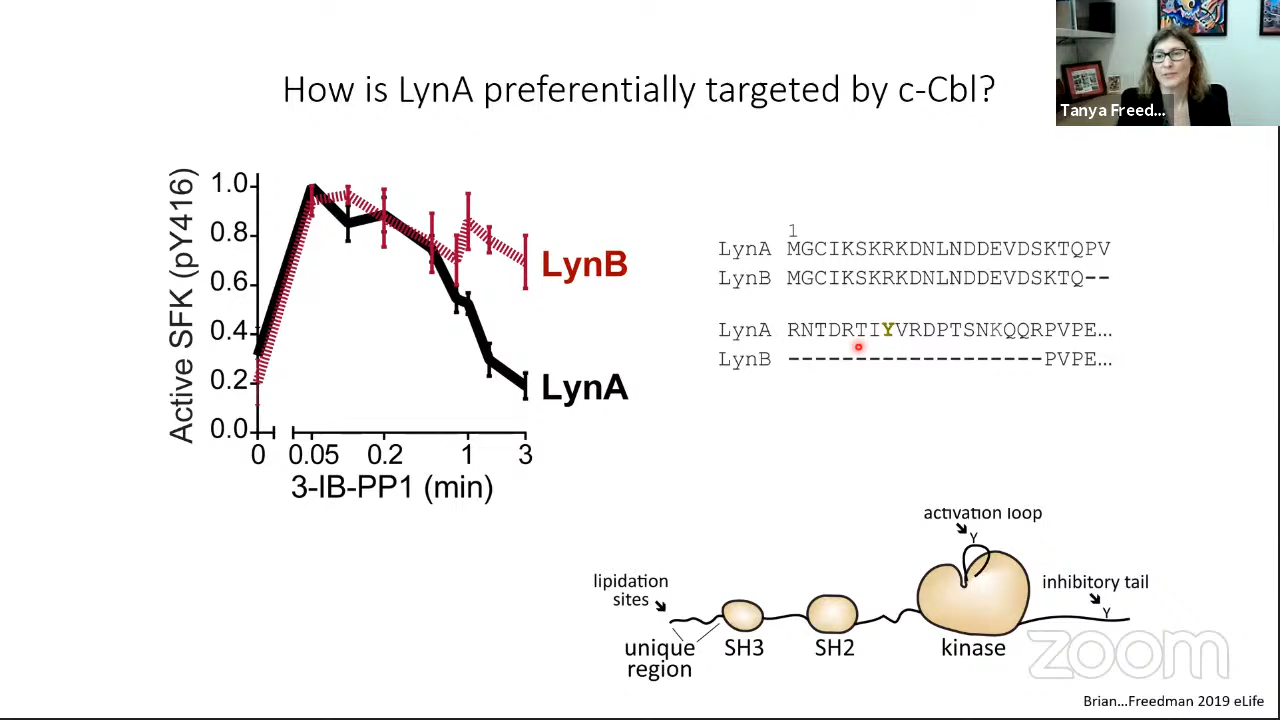 How is LynA preferentially targeted by c-Cbl?
Tanya Freed...
Active SFK (pY416)
1.0
0.8
0.6
0.4
0.2
0.0
0 0.05 0.2 1 3
3-IB-PP1 (min)
LynB
LynA
1
LynA MGCIKSKRKDNLNDDEVDSKTQPV
LynB MGCIKSKRKDNLNDDEVDSKTQ--
LynA RNTDRTIYVRDPTSNKQQRPVPE...
LynB -------------------PVPE...
activation loop
Y
lipidation
sites
inhibitory tail
Y
unique
region
SH3
SH2
kinase
zoom
Brian...Freedman 2019 eLife